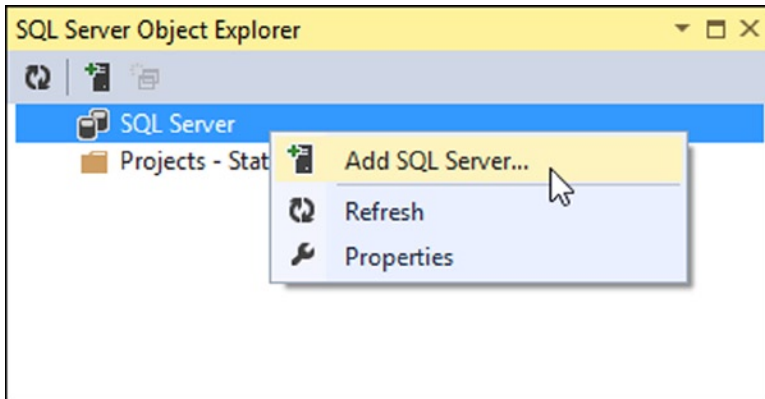 SQL Server Object Explorer
SQL Server
Projects - Stat
Add SQL Server...
Refresh
Properties